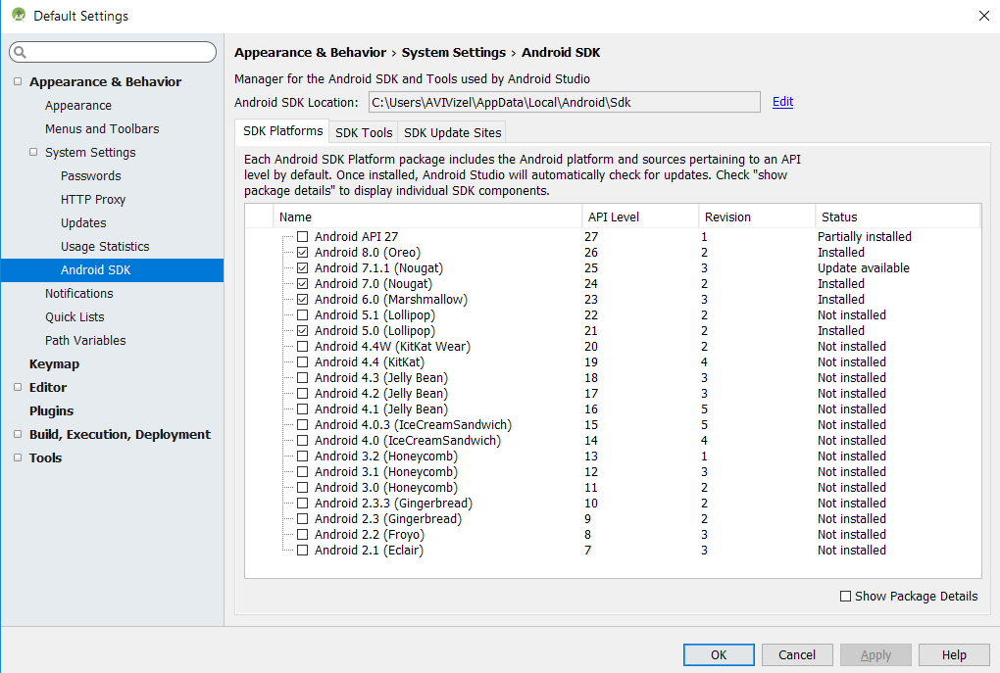 Default Settings
Appearance & Behavior
Appearance
Menus and Toolbars
System Settings
Passwords
HTTP Proxy
Updates
Usage Statistics
Android SDK
Notifications
Quick Lists
Path Variables
Keymap
Editor
Plugins
Build, Execution, Deployment
Tools
Appearance & Behavior › System Settings › Android SDK
Manager for the Android SDK and Tools used by Android Studio
Android SDK Location: C:\Users\AVIVizel\AppData\Local\Android\Sdk Edit
SDK Platforms SDK Tools SDK Update Sites
Each Android SDK Platform package includes the Android platform and sources pertaining to an API
level by default. Once installed, Android Studio will automatically check for updates. Check "show
package details" to display individual SDK components.
Name API Level Revision Status
Android API 27 27 1 Partially installed
Android 8.0 (Oreo) 26 2 Installed
Android 7.1.1 (Nougat) 25 3 Update available
Android 7.0 (Nougat) 24 2 Installed
Android 6.0 (Marshmallow) 23 3 Installed
Android 5.1 (Lollipop) 22 2 Not installed
Android 5.0 (Lollipop) 21 2 Installed
Android 4.4W (KitKat Wear) 20 2 Not installed
Android 4.4 (KitKat) 19 4 Not installed
Android 4.3 (Jelly Bean) 18 3 Not installed
Android 4.2 (Jelly Bean) 17 3 Not installed
Android 4.1 (Jelly Bean) 16 5 Not installed
Android 4.0.3 (IceCreamSandwich) 15 5 Not installed
Android 4.0 (IceCreamSandwich) 14 4 Not installed
Android 3.2 (Honeycomb) 13 1 Not installed
Android 3.1 (Honeycomb) 12 3 Not installed
Android 3.0 (Honeycomb) 11 2 Not installed
Android 2.3.3 (Gingerbread) 10 2 Not installed
Android 2.3 (Gingerbread) 9 2 Not installed
Android 2.2 (Froyo) 8 3 Not installed
Android 2.1 (Eclair) 7 3 Not installed
Show Package Details
OK Cancel Apply Help